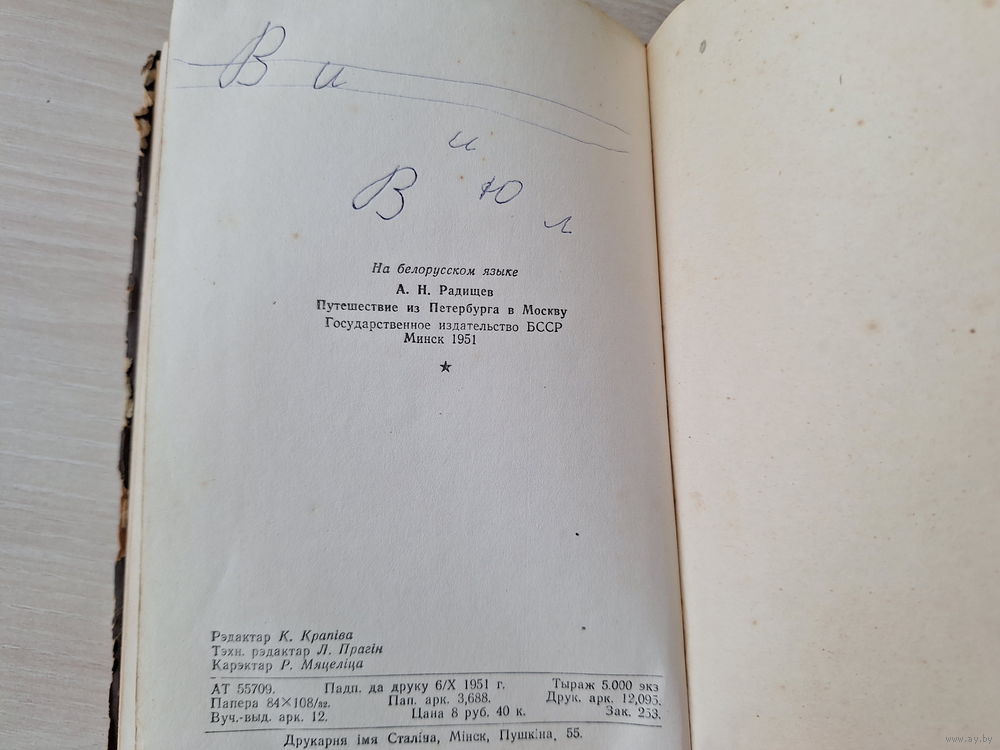 В и
и
В ю л
На белорусском языке
А. Н. Радищев
Путешествие из Петербурга в Москву
Государственное издательство БССР
Минск 1951
Рэдактар К. Крапіва
Тэхн. рэдактар Л. Прагін
Карэктар Р. Мяцеліца
АТ 55709. Падп. да друку 6/X 1951 г. Тыраж 5.000 экз
Папера 84×108/32. Пап. арк. 3,688. Друк. арк. 12,095.
Вуч.-выд. арк. 12. Цана 8 руб. 40 к. Зак. 253.
Друкарня імя Сталіна, Мінск, Пушкіна, 55.
www.ay.by